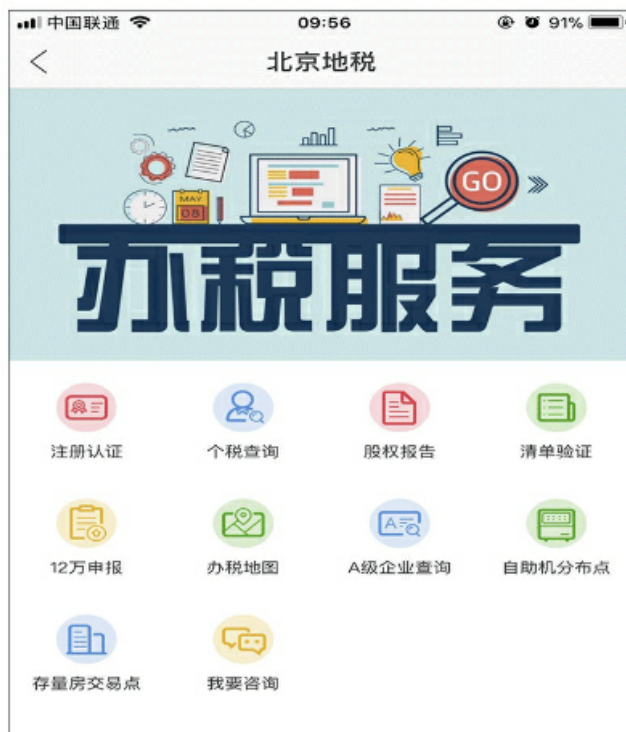 中国联通 09:56 91%
北京地税
MAY
08
GO
办税服务
注册认证 个税查询 股权报告 清单验证
12万申报 办税地图 A级企业查询 自助机分布点
存量房交易点 我要咨询